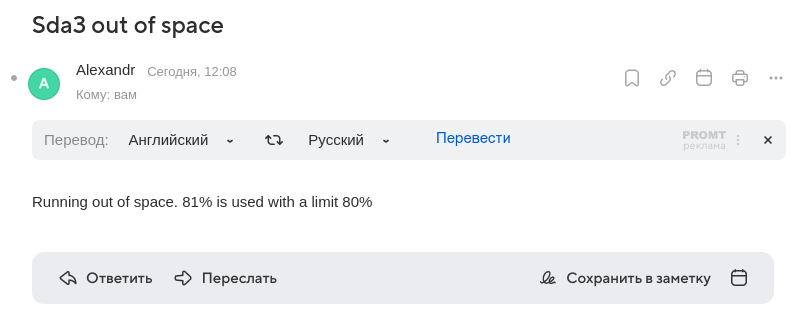 Sda3 out of space
Alexandr Сегодня, 12:08
A
Кому: вам
Перевод: Английский Русский Перевести PROMT
реклама
Running out of space. 81% is used with a limit 80%
Ответить Переслать Сохранить в заметку